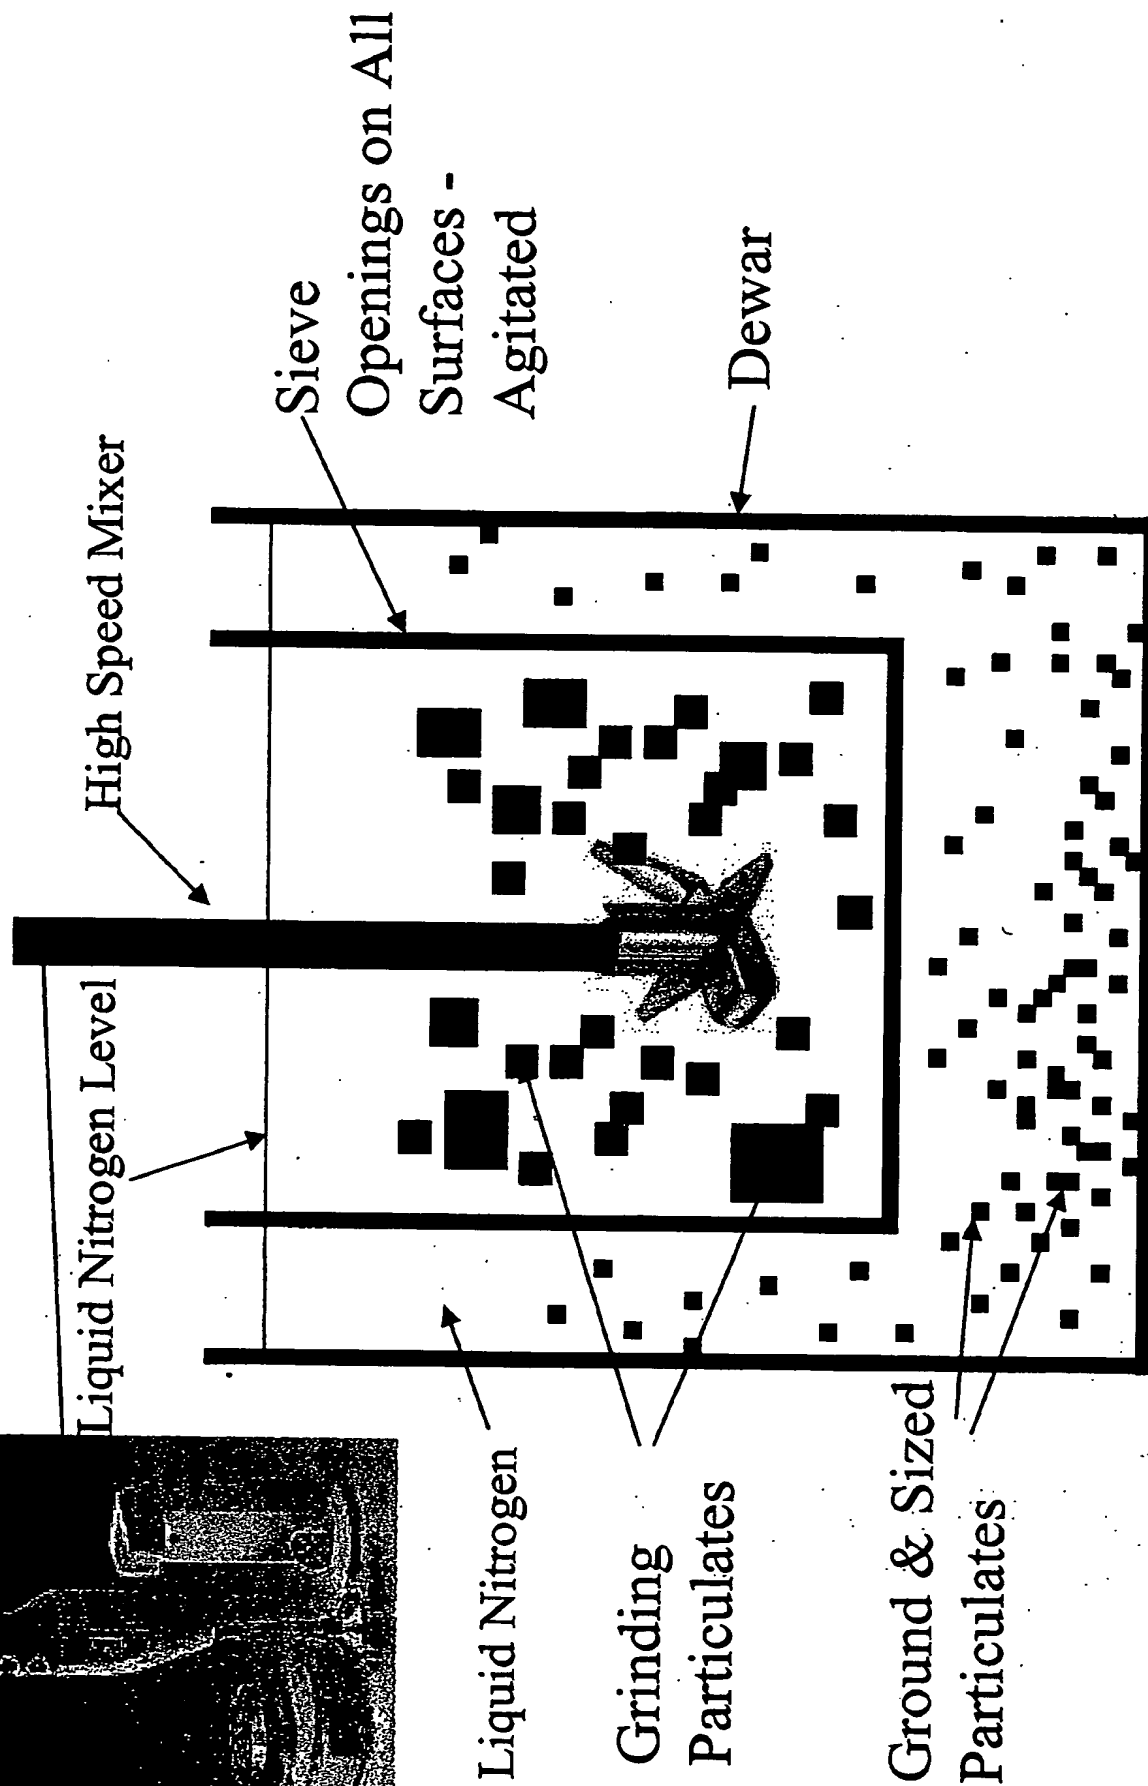 High Speed Mixer
Liquid Nitrogen Level
Sieve
Openings on All
Surfaces -
Agitated
Liquid Nitrogen
Dewar
Grinding
Particulates
Ground & Sized
Particulates